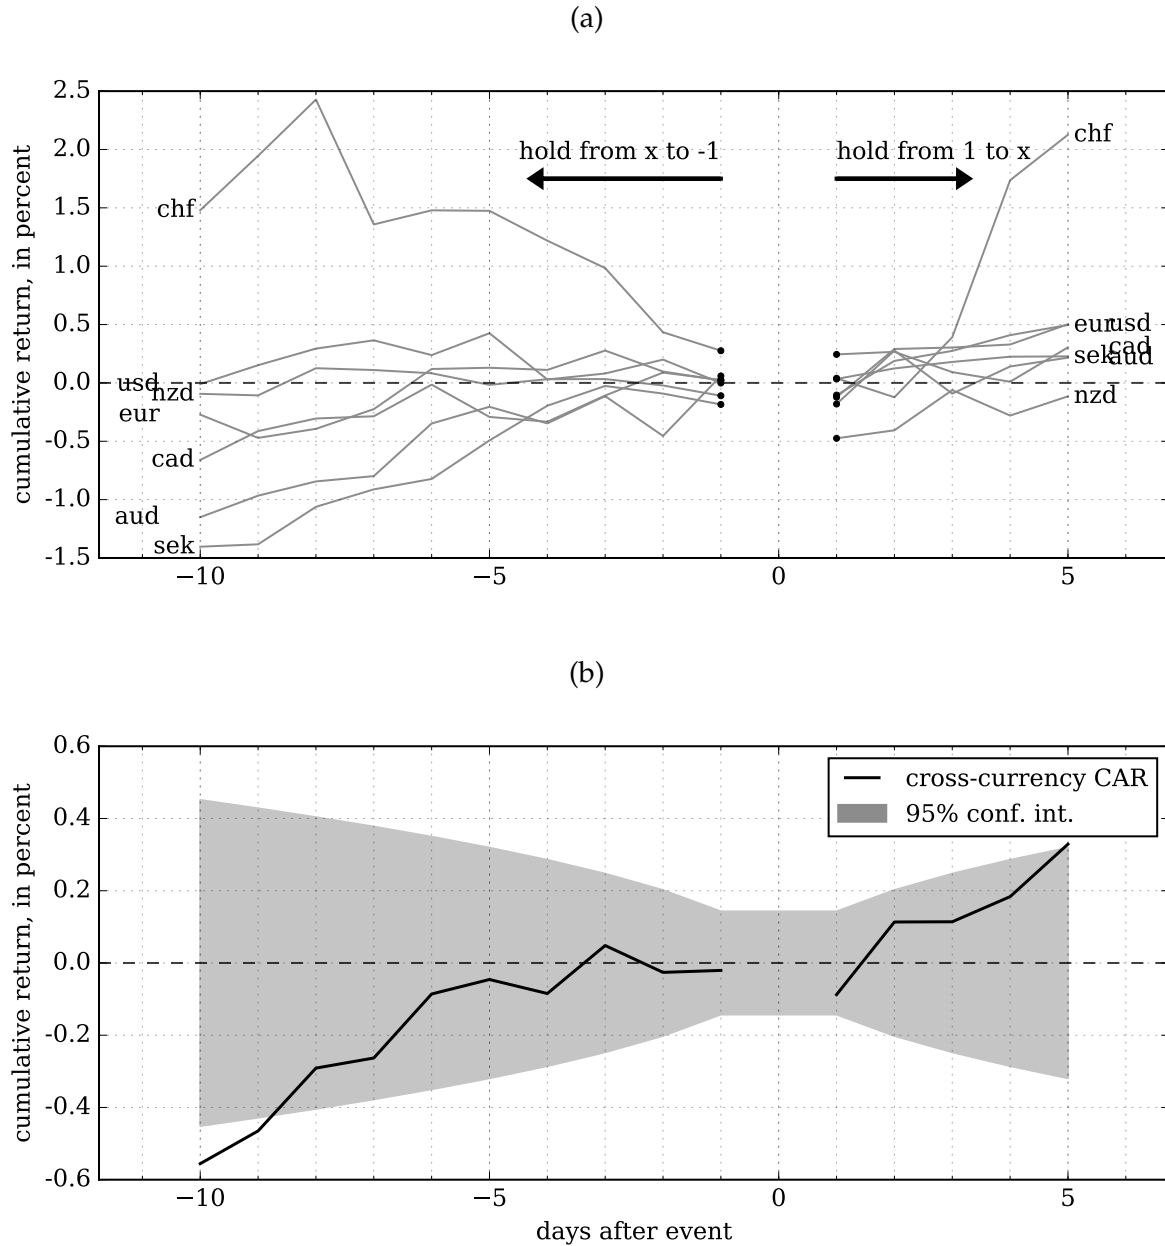 (a)
cumulative return, in percent
2.5
2.0
1.5
1.0
0.5
0.0
-0.5
-1.0
-1.5
hold from x to -1
hold from 1 to x
chf
usd
nzd
eur
cad
aud
sek
chf
eur
usd
cad
sek
aud
nzd
−10
−5
0
5
(b)
cumulative return, in percent
0.6
0.4
0.2
0.0
-0.2
-0.4
-0.6
cross-currency CAR
95% conf. int.
−10
−5
0
5
days after event